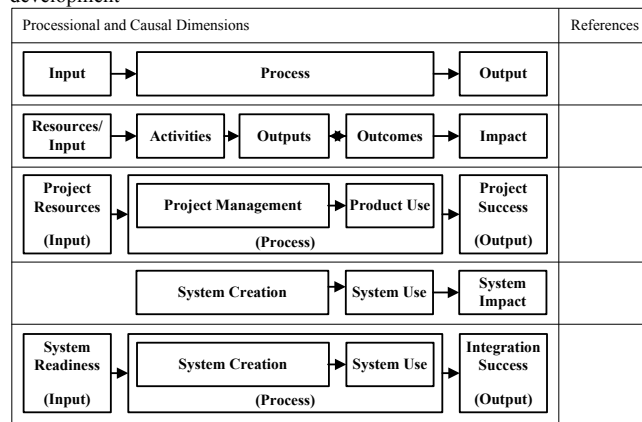 development
Processional and Causal Dimensions References
Input Process Output
Resources/
Input Activities Outputs Outcomes Impact
Project
Resources
(Input)
Project Management Product Use
(Process)
Project
Success
(Output)
System Creation System Use System
Impact
System
Readiness
(Input)
System Creation System Use
(Process)
Integration
Success
(Output)